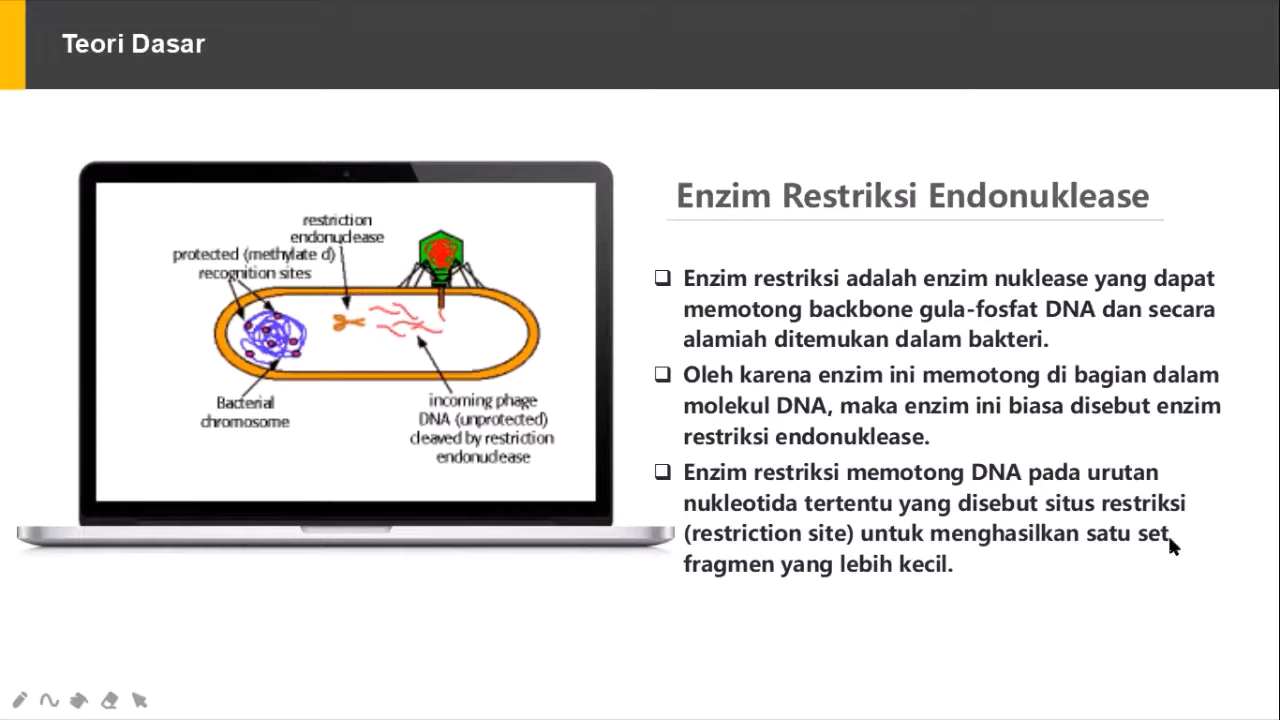 Teori Dasar
restriction
endonuclease
protected (methylate d)
recognition sites
Bacterial
chromosome
incoming phage
DNA (unprotected)
cleaved by restriction
endonuclease
Enzim Restriksi Endonuklease
❑ Enzim restriksi adalah enzim nuklease yang dapat
memotong backbone gula-fosfat DNA dan secara
alamiah ditemukan dalam bakteri.
❑ Oleh karena enzim ini memotong di bagian dalam
molekul DNA, maka enzim ini biasa disebut enzim
restriksi endonuklease.
❑ Enzim restriksi memotong DNA pada urutan
nukleotida tertentu yang disebut situs restriksi
(restriction site) untuk menghasilkan satu set
fragmen yang lebih kecil.